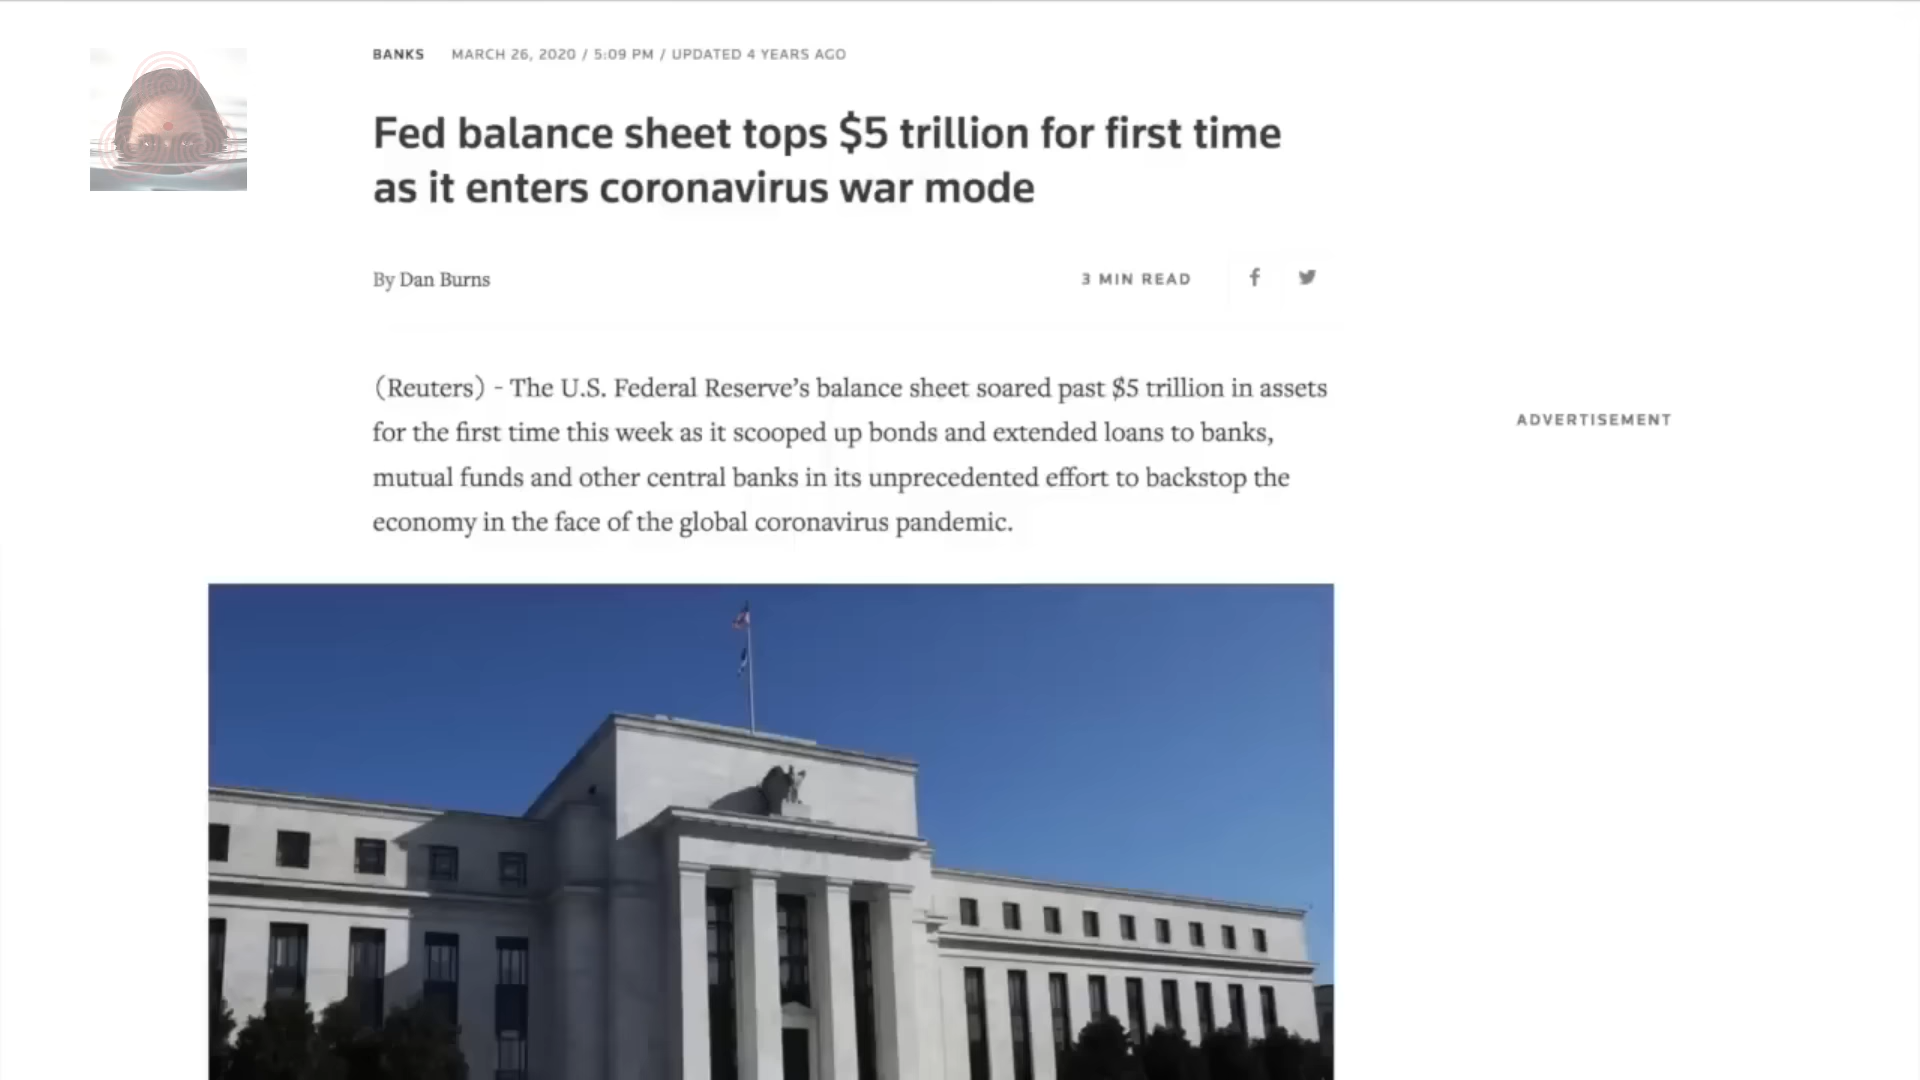 BANKS MARCH 26, 2020 / 5:09 PM / UPDATED 4 YEARS AGO
Fed balance sheet tops $5 trillion for first time
as it enters coronavirus war mode
By Dan Burns
3 MIN READ
(Reuters) - The U.S. Federal Reserve’s balance sheet soared past $5 trillion in assets
for the first time this week as it scooped up bonds and extended loans to banks,
mutual funds and other central banks in its unprecedented effort to backstop the
economy in the face of the global coronavirus pandemic.
ADVERTISEMENT